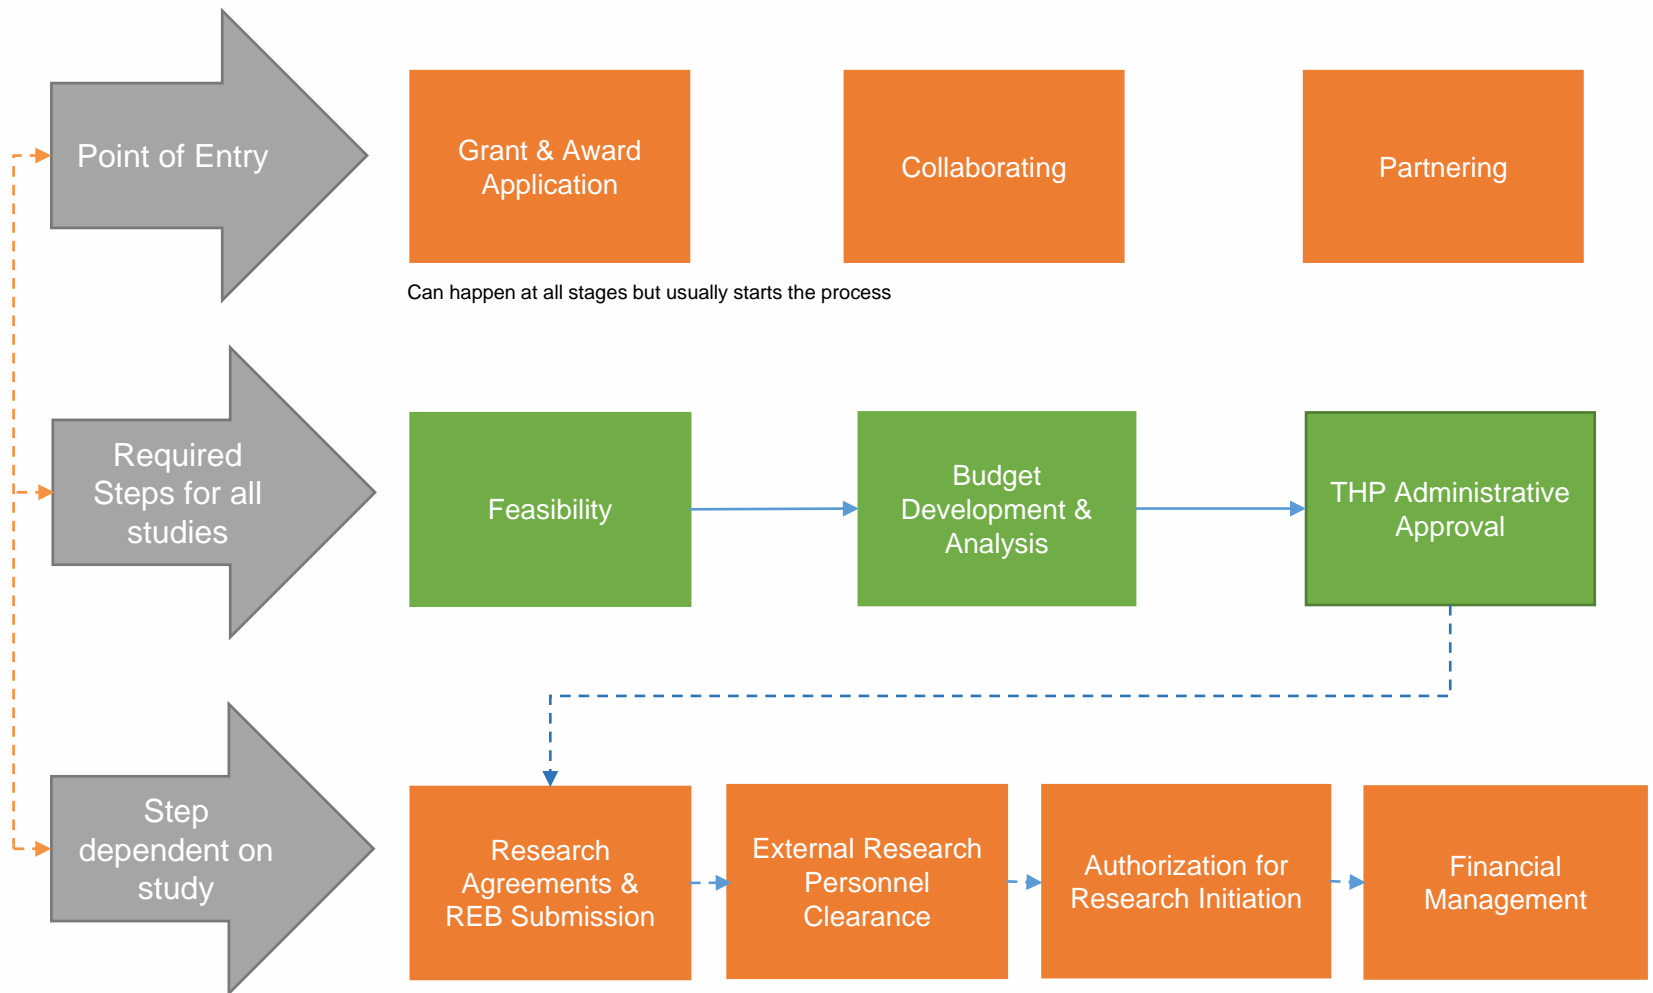 Point of Entry
Grant & Award
Application
Collaborating
Partnering
Can happen at all stages but usually starts the process
Required
Steps for all
studies
Feasibility
Budget
Development &
Analysis
THP Administrative
Approval
Step
dependent on
study
Research
Agreements &
REB Submission
External Research
Personnel
Clearance
Authorization for
Research Initiation
Financial
Management